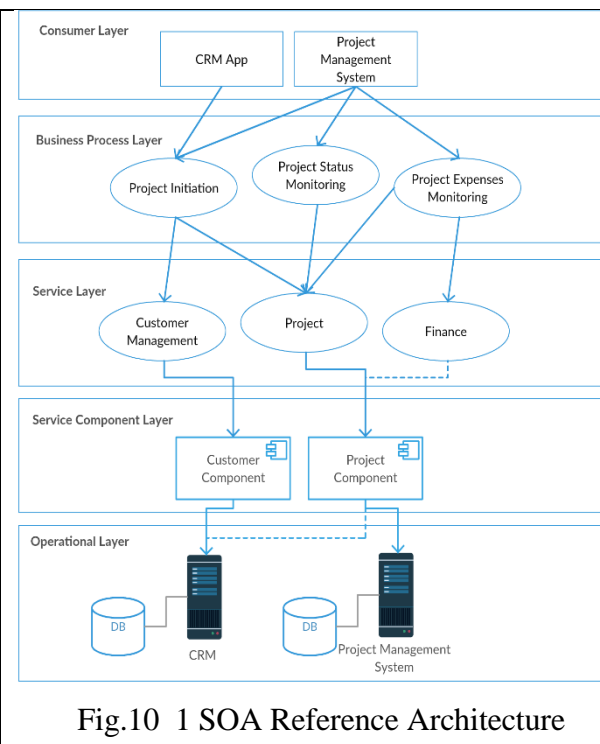 Consumer Layer
CRM App
Project
Management
System
Business Process Layer
Project Initiation
Project Status
Monitoring
Project Expenses
Monitoring
Service Layer
Customer
Management
Project
Finance
Service Component Layer
Customer
Component
Project
Component
Operational Layer
DB
CRM
DB
Project Management
System
Fig.10 1 SOA Reference Architecture